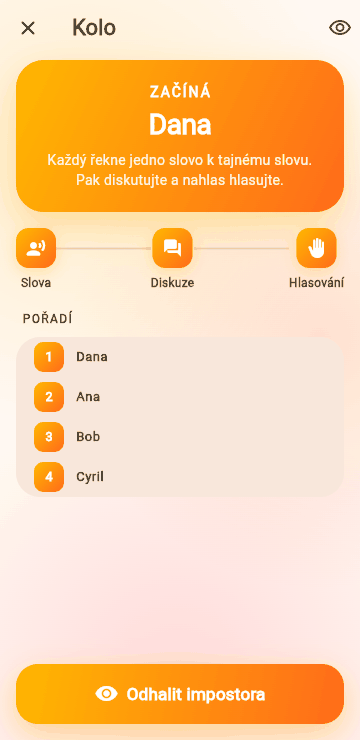 Kolo
ZAČÍNÁ
Dana
Každý řekne jedno slovo k tajnému slovu.
Pak diskutujte a nahlas hlasujte.
Slova
Diskuze
Hlasování
POŘADÍ
1 Dana
2 Ana
3 Bob
4 Cyril
Odhalit impostora